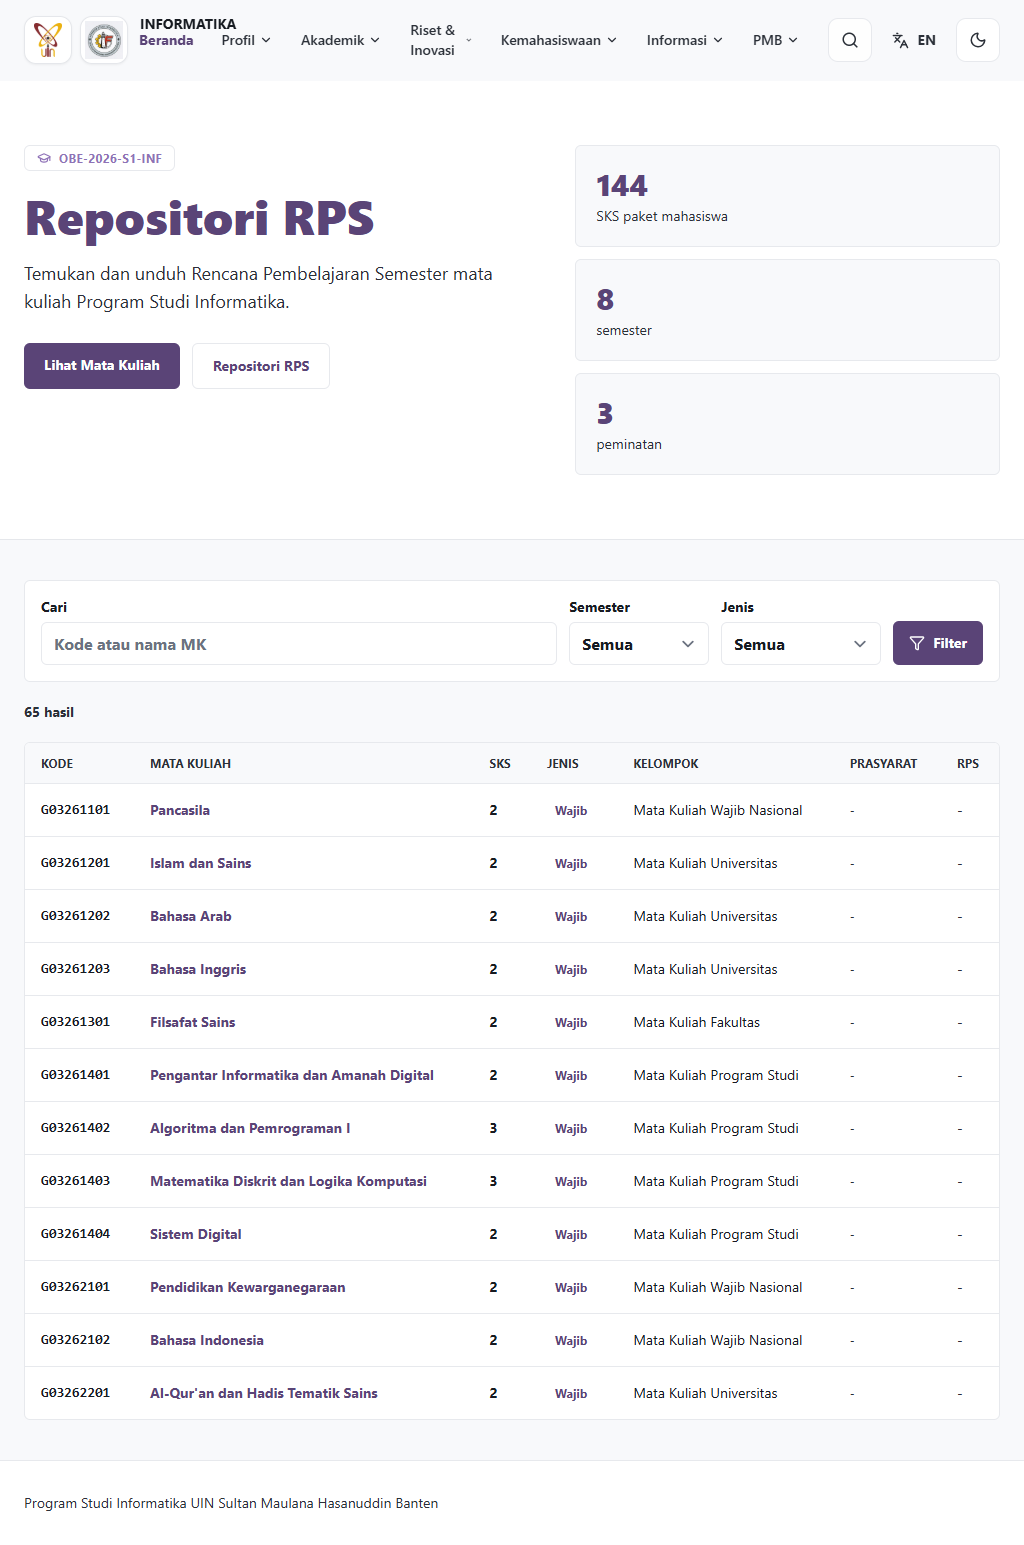 INFORMATIKA
Beranda Profil Akademik Riset & Inovasi Kemahasiswaan Informasi PMB EN
OBE-2026-S1-INF
Repositori RPS
Temukan dan unduh Rencana Pembelajaran Semester mata
kuliah Program Studi Informatika.
Lihat Mata Kuliah Repositori RPS
144
SKS paket mahasiswa
8
semester
3
peminatan
Cari Semester Jenis
Kode atau nama MK Semua Semua Filter
65 hasil
KODE MATA KULIAH SKS JENIS KELOMPOK PRASYARAT RPS
G03261101 Pancasila 2 Wajib Mata Kuliah Wajib Nasional - -
G03261201 Islam dan Sains 2 Wajib Mata Kuliah Universitas - -
G03261202 Bahasa Arab 2 Wajib Mata Kuliah Universitas - -
G03261203 Bahasa Inggris 2 Wajib Mata Kuliah Universitas - -
G03261301 Filsafat Sains 2 Wajib Mata Kuliah Fakultas - -
G03261401 Pengantar Informatika dan Amanah Digital 2 Wajib Mata Kuliah Program Studi - -
G03261402 Algoritma dan Pemrograman I 3 Wajib Mata Kuliah Program Studi - -
G03261403 Matematika Diskrit dan Logika Komputasi 3 Wajib Mata Kuliah Program Studi - -
G03261404 Sistem Digital 2 Wajib Mata Kuliah Program Studi - -
G03262101 Pendidikan Kewarganegaraan 2 Wajib Mata Kuliah Wajib Nasional - -
G03262102 Bahasa Indonesia 2 Wajib Mata Kuliah Wajib Nasional - -
G03262201 Al-Qur'an dan Hadis Tematik Sains 2 Wajib Mata Kuliah Universitas - -
Program Studi Informatika UIN Sultan Maulana Hasanuddin Banten